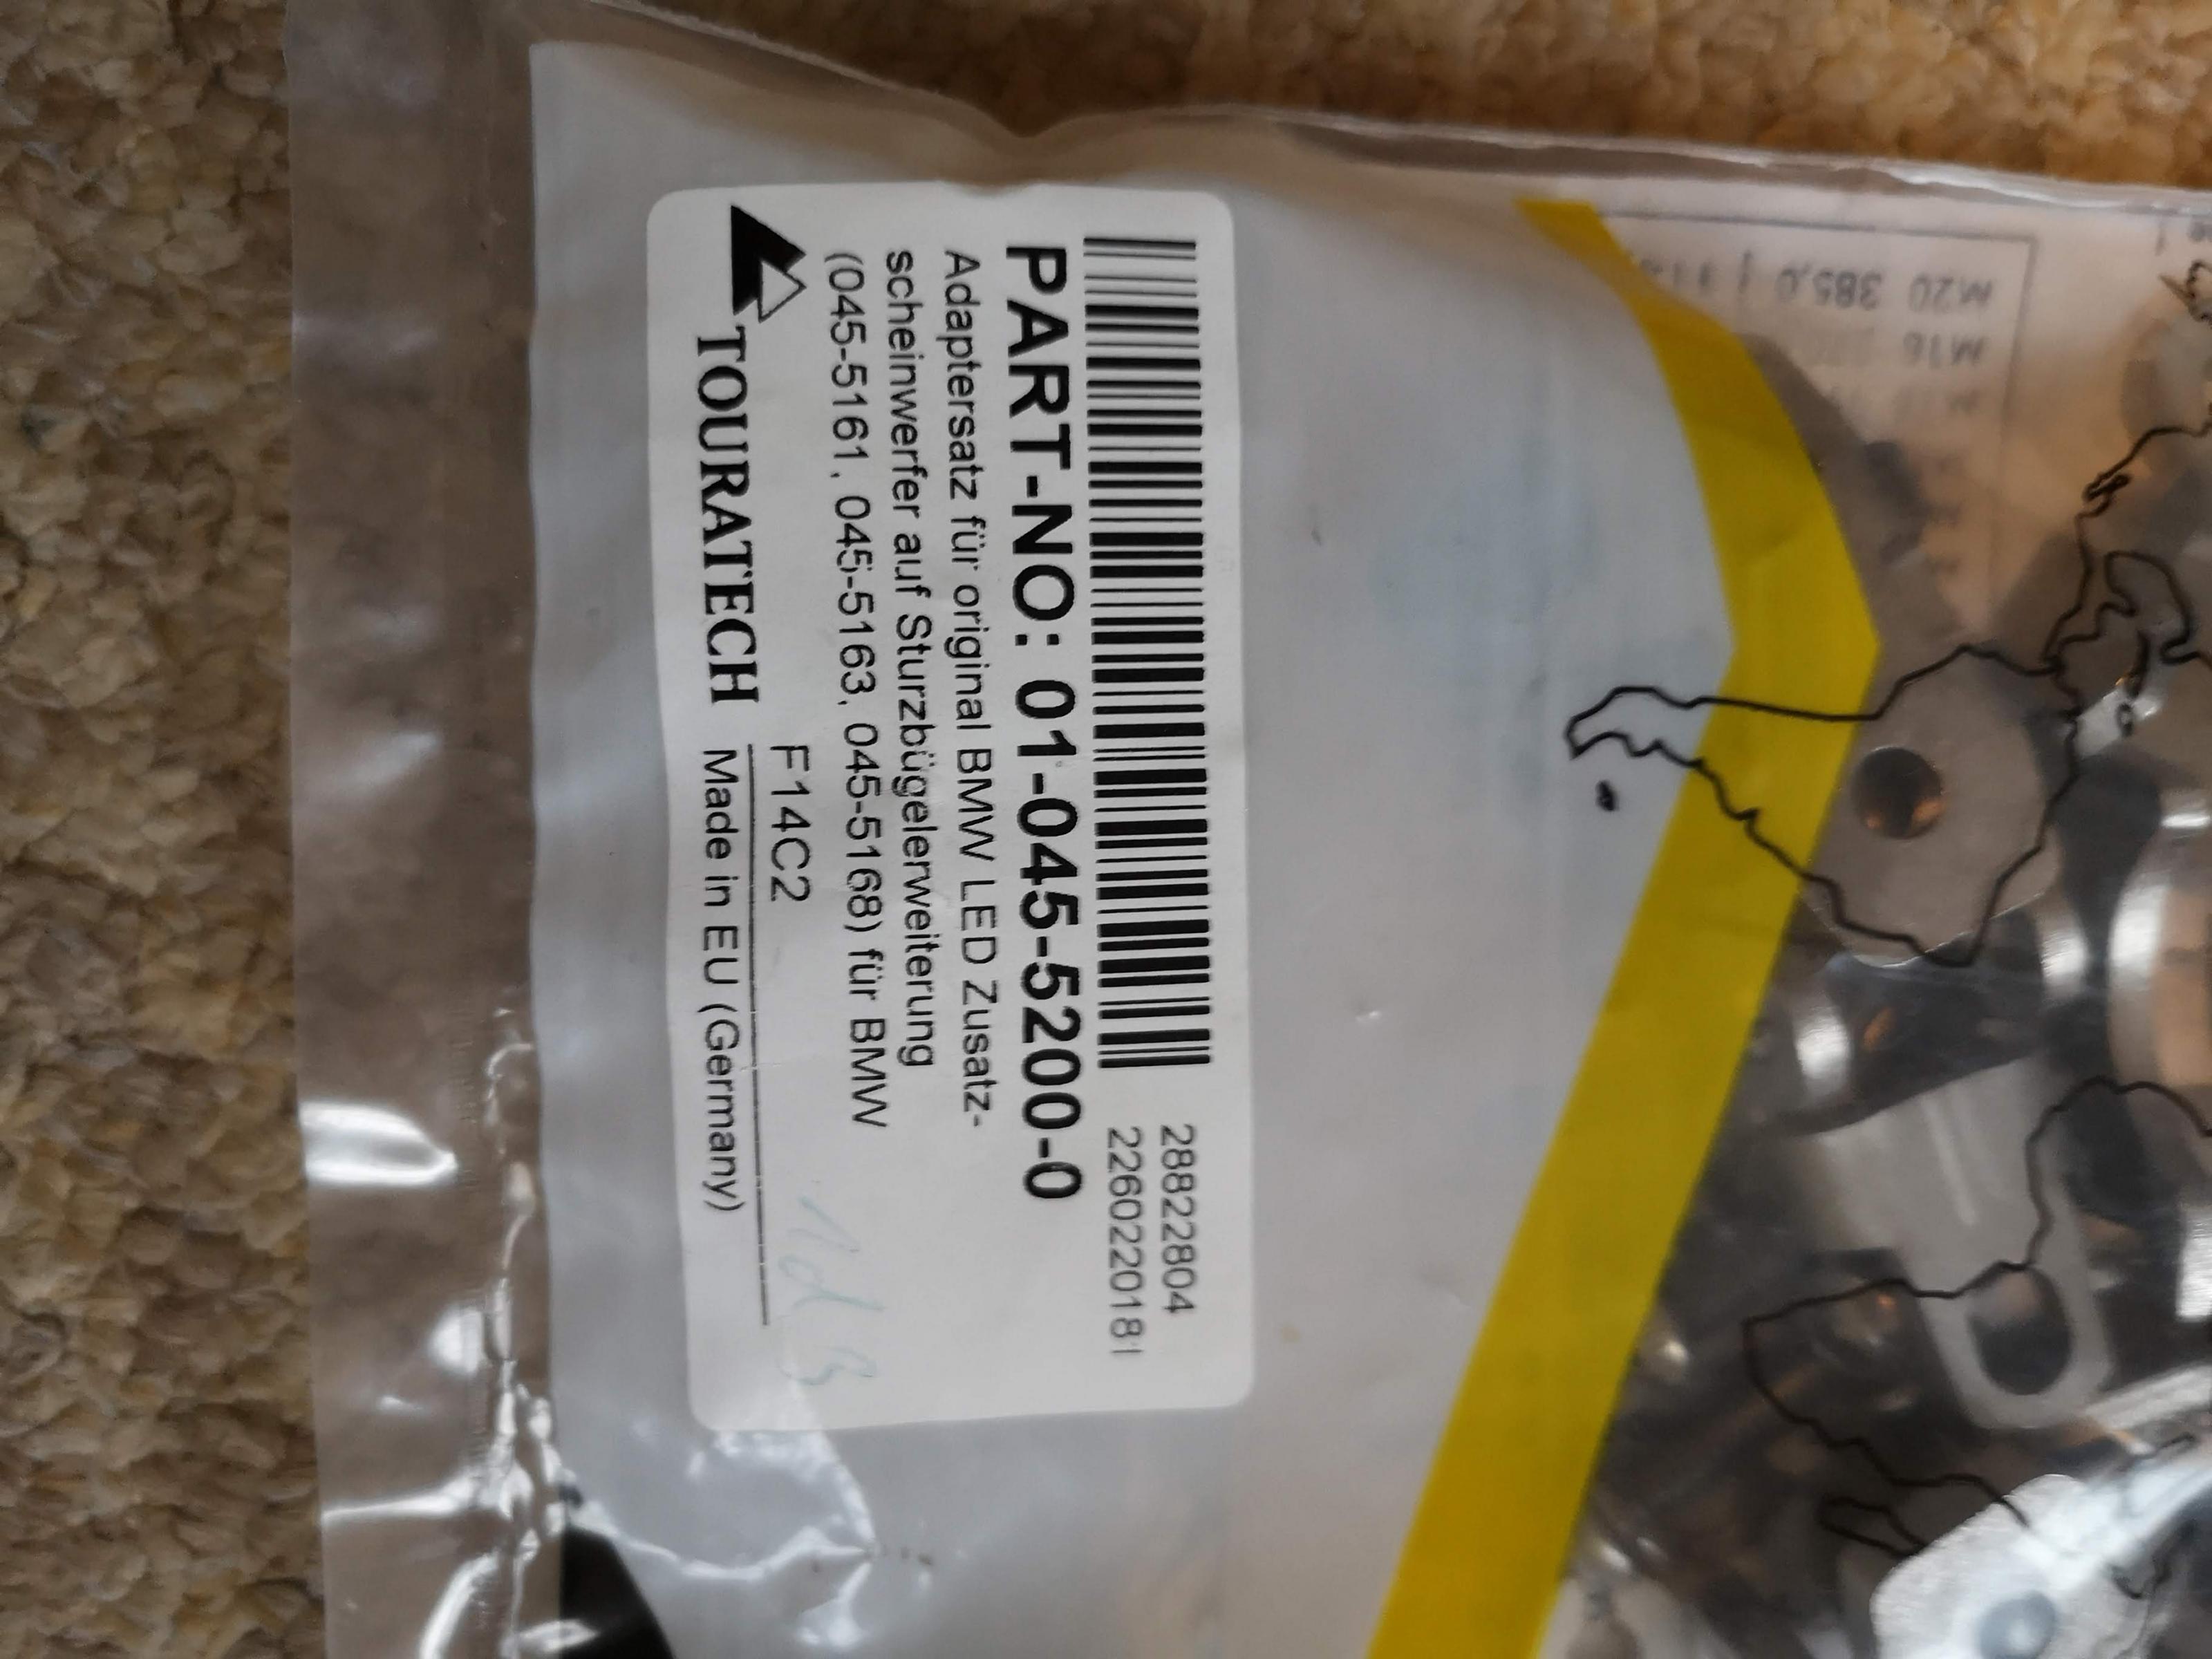 28822804
PART-NO: 01-045-5200-0
Adaptersatz für original BMW LED Zusatz-
scheinwerfer auf Sturzbügelerweiterung
(045-5161, 045-5163, 045-5168) für BMW
F14C2
TOURATECH Made in EU (Germany)
M20 385,0
M16